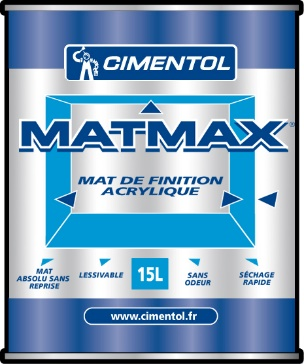 CIMENTOL
MATMAX®
MAT DE FINITION
ACRYLIQUE
MAT
ABSOLU SANS
REPRISE
LESSIVABLE
15L
SANS
ODEUR
SÉCHAGE
RAPIDE
www.cimentol.fr